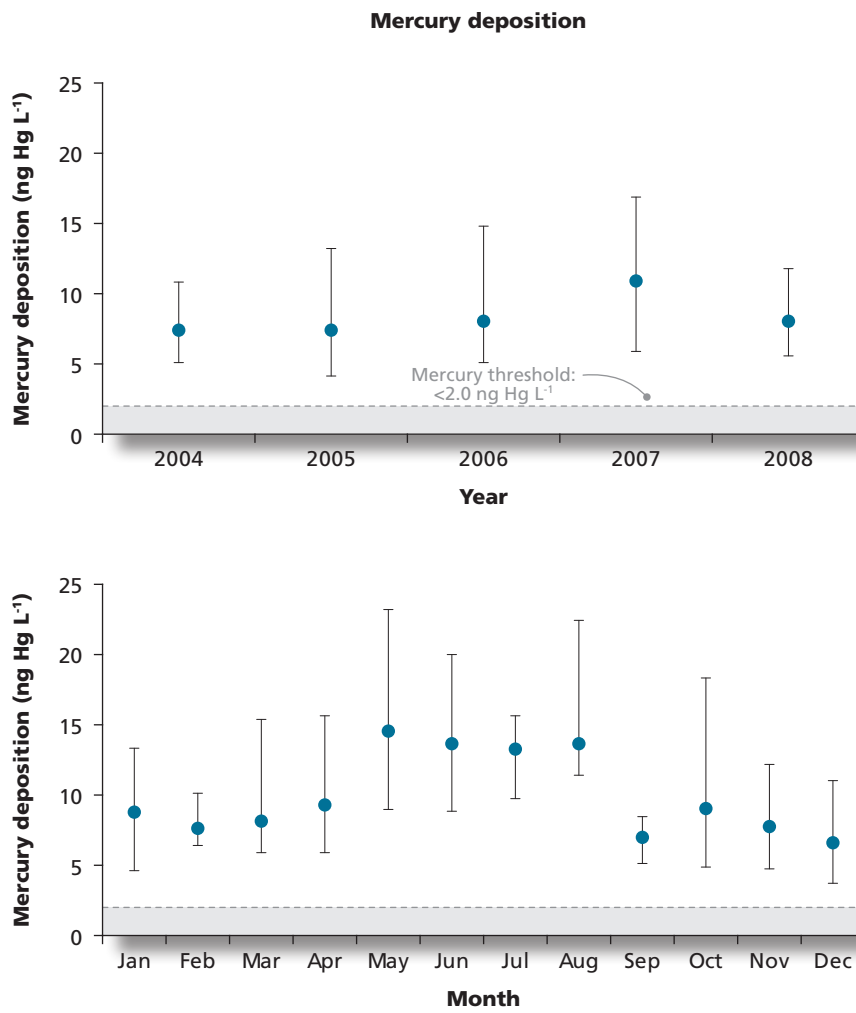 Mercury deposition
Mercury deposition (ng Hg L⁻¹)
25
20
15
10
5
0
Mercury threshold:
<2.0 ng Hg L⁻¹
2004 2005 2006 2007 2008
Year
Mercury deposition (ng Hg L⁻¹)
25
20
15
10
5
0
Jan Feb Mar Apr May Jun Jul Aug Sep Oct Nov Dec
Month